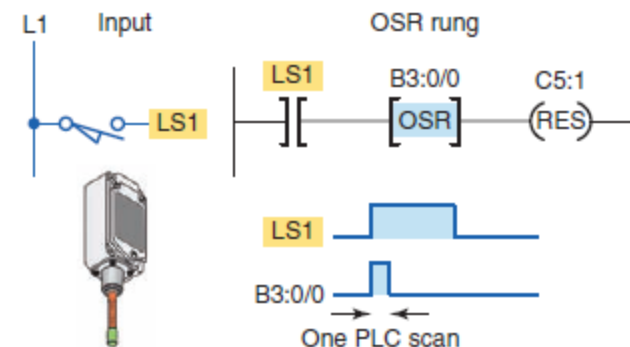 L1 Input OSR rung
LS1 B3:0/0 C5:1
LS1 OSR RES
LS1
B3:0/0
One PLC scan